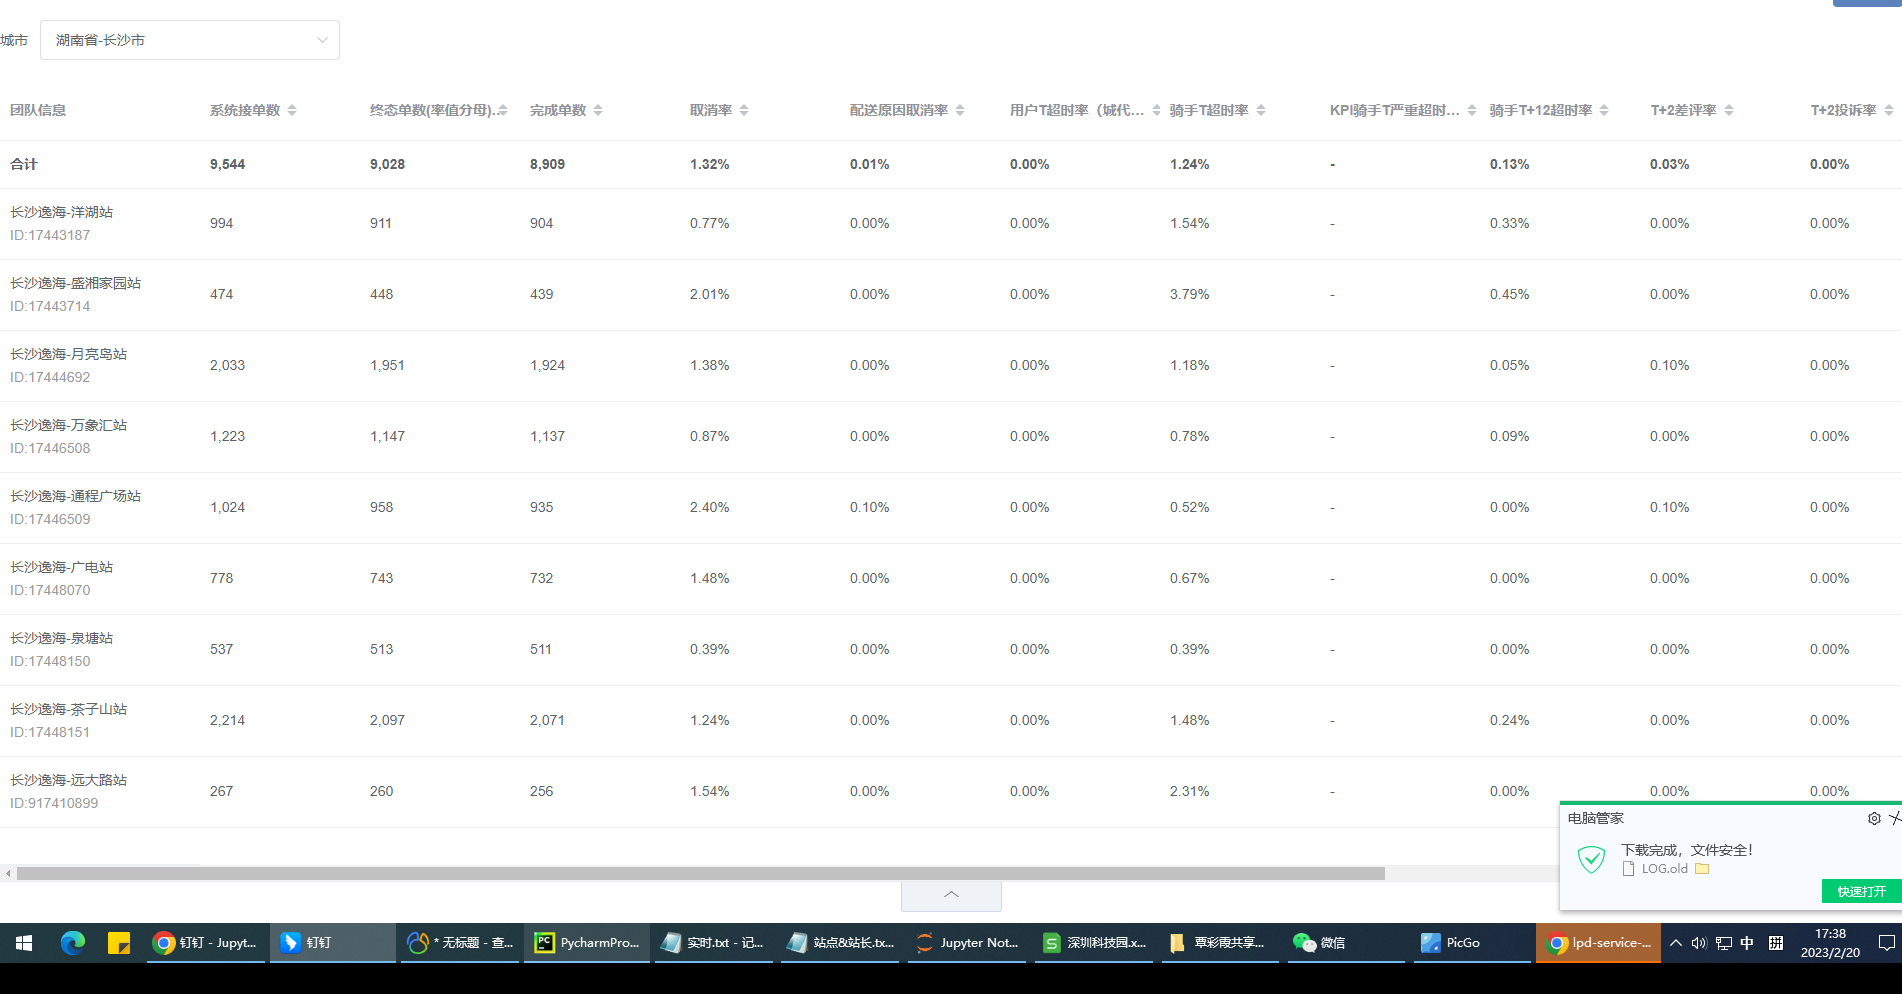 城市
湖南省-长沙市
团队信息 系统接单数 终态单数(率值分母)... 完成单数 取消率 配送原因取消率 用户T超时率（城代... 骑手T超时率 KPI骑手T严重超时... 骑手T+12超时率 T+2差评率 T+2投诉率
合计 9,544 9,028 8,909 1.32% 0.01% 0.00% 1.24% - 0.13% 0.03% 0.00%
长沙逸海-洋湖站
ID:17443187
994 911 904 0.77% 0.00% 0.00% 1.54% - 0.33% 0.00% 0.00%
长沙逸海-盛湘家园站
ID:17443714
474 448 439 2.01% 0.00% 0.00% 3.79% - 0.45% 0.00% 0.00%
长沙逸海-月亮岛站
ID:17444692
2,033 1,951 1,924 1.38% 0.00% 0.00% 1.18% - 0.05% 0.10% 0.00%
长沙逸海-万象汇站
ID:17446508
1,223 1,147 1,137 0.87% 0.00% 0.00% 0.78% - 0.09% 0.00% 0.00%
长沙逸海-通程广场站
ID:17446509
1,024 958 935 2.40% 0.10% 0.00% 0.52% - 0.00% 0.10% 0.00%
长沙逸海-广电站
ID:17448070
778 743 732 1.48% 0.00% 0.00% 0.67% - 0.00% 0.00% 0.00%
长沙逸海-泉塘站
ID:17448150
537 513 511 0.39% 0.00% 0.00% 0.39% - 0.00% 0.00% 0.00%
长沙逸海-茶子山站
ID:17448151
2,214 2,097 2,071 1.24% 0.00% 0.00% 1.48% - 0.24% 0.00% 0.00%
长沙逸海-远大路站
ID:917410899
267 260 256 1.54% 0.00% 0.00% 2.31% - 0.00% 0.00% 0.00%
电脑管家
下载完成，文件安全！
LOG.old
快速打开
钉钉 - Jupyt...
钉钉
* 无标题 - 查...
PycharmPro...
实时.txt - 记...
站点&站长.tx...
Jupyter Not...
深圳科技园.x...
覃彩霞共享...
微信
PicGo
lpd-service-...
中
拼
17:38
2023/2/20